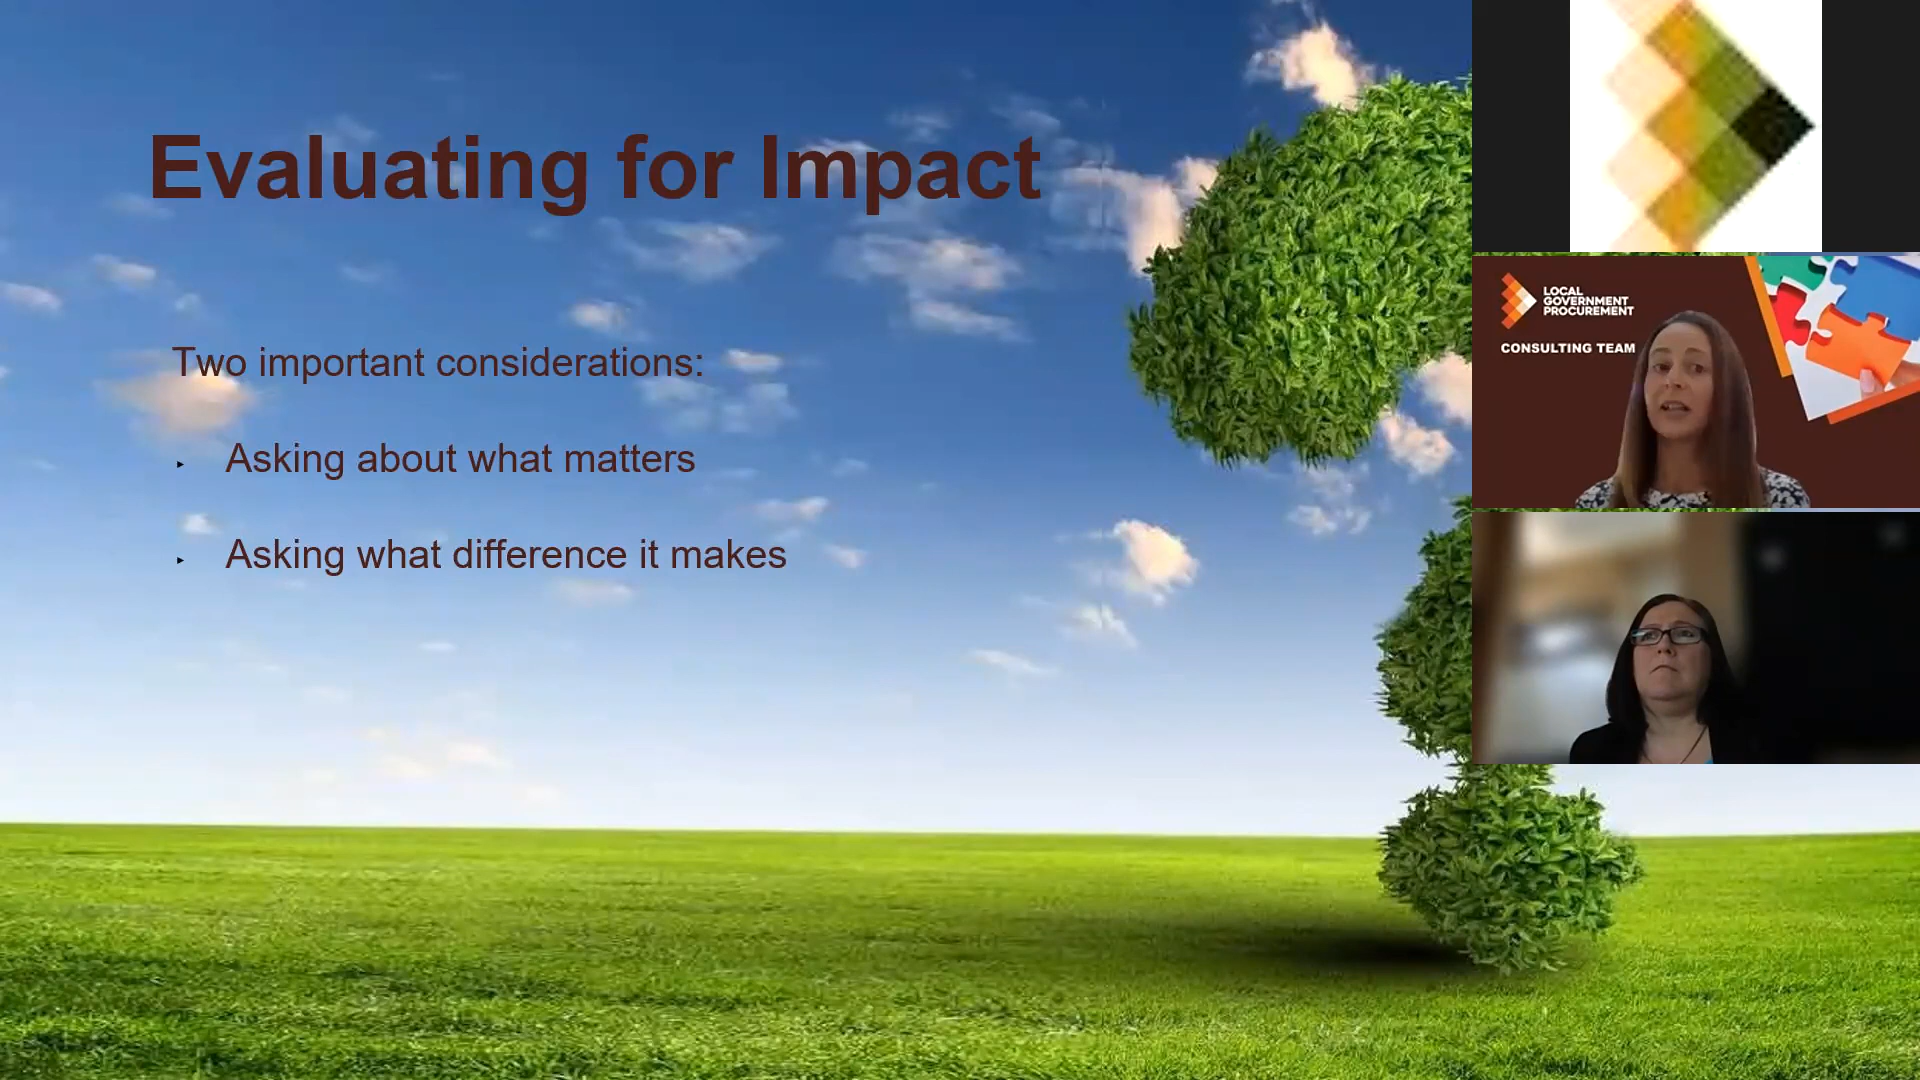 Evaluating for Impact
Two important considerations:
Asking about what matters
Asking what difference it makes
LOCAL
GOVERNMENT
PROCUREMENT
CONSULTING TEAM